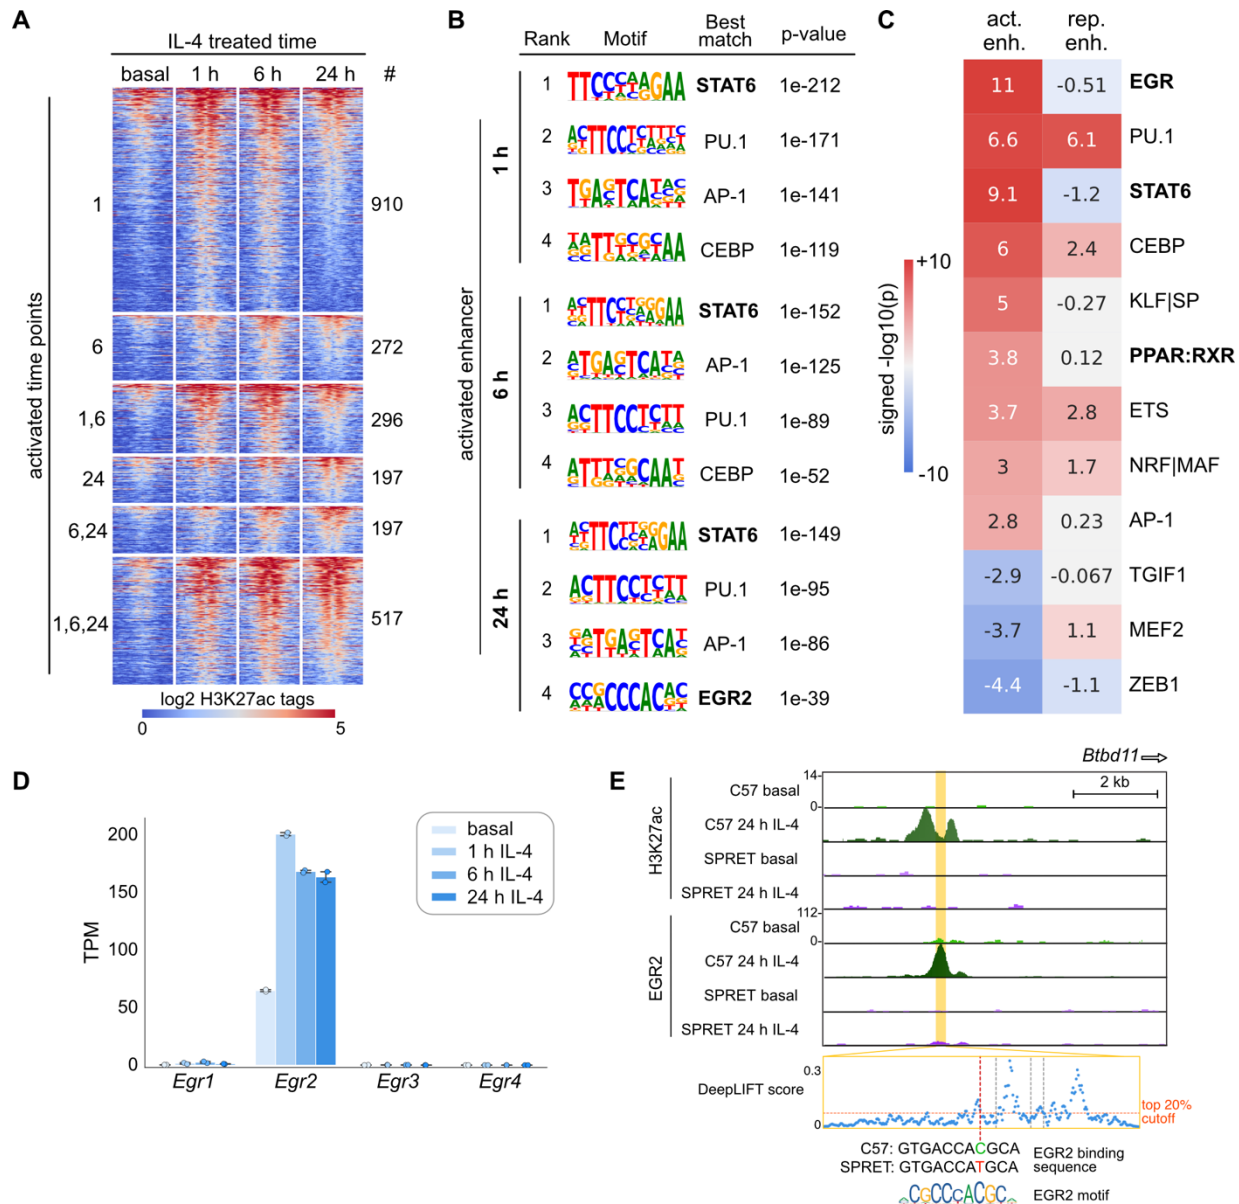 A
IL-4 treated time
basal 1 h 6 h 24 h #
activated time points
1 910
6 272
1,6 296
24 197
6,24 197
1,6,24 517
log2 H3K27ac tags
0 5
B
Rank Motif Best match p-value
activated enhancer
1 h
1 STAT6 1e-212
2 PU.1 1e-171
3 AP-1 1e-141
4 CEBP 1e-119
6 h
1 STAT6 1e-152
2 AP-1 1e-125
3 PU.1 1e-89
4 CEBP 1e-52
24 h
1 STAT6 1e-149
2 PU.1 1e-95
3 AP-1 1e-86
4 EGR2 1e-39
C
act. enh. rep. enh.
+10
signed -log10(p)
-10
11 -0.51 EGR
6.6 6.1 PU.1
9.1 -1.2 STAT6
6 2.4 CEBP
5 -0.27 KLF|SP
3.8 0.12 PPAR:RXR
3.7 2.8 ETS
3 1.7 NRF|MAF
2.8 0.23 AP-1
-2.9 -0.067 TGIF1
-3.7 1.1 MEF2
-4.4 -1.1 ZEB1
D
TPM
200
150
100
50
0
Egr1 Egr2 Egr3 Egr4
basal
1 h IL-4
6 h IL-4
24 h IL-4
E
Btbd11
2 kb
H3K27ac
14
0
C57 basal
C57 24 h IL-4
SPRET basal
SPRET 24 h IL-4
EGR2
112
0
C57 basal
C57 24 h IL-4
SPRET basal
SPRET 24 h IL-4
DeepLIFT score
0.3
0
top 20%
cutoff
C57: GTGACCACGCA
SPRET: GTGACCATGCA
EGR2 binding
sequence
EGR2 motif